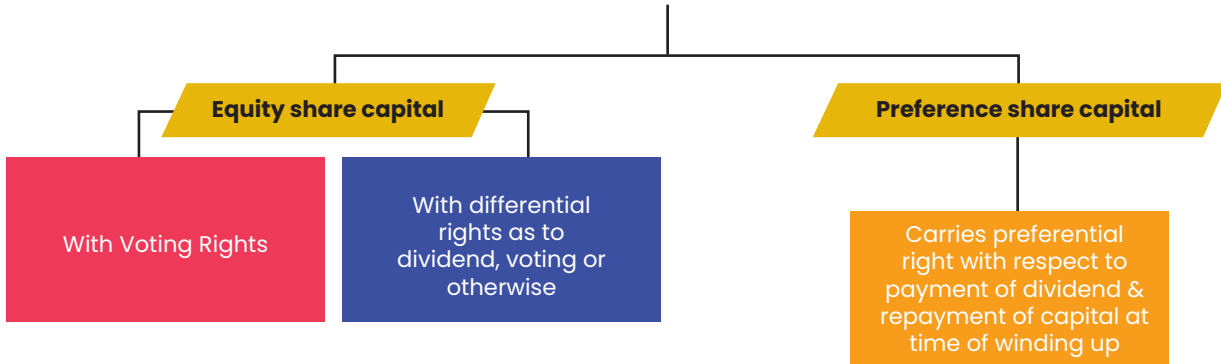 Equity share capital
Preference share capital
With Voting Rights
With differential
rights as to
dividend, voting or
otherwise
Carries preferential
right with respect to
payment of dividend &
repayment of capital at
time of winding up